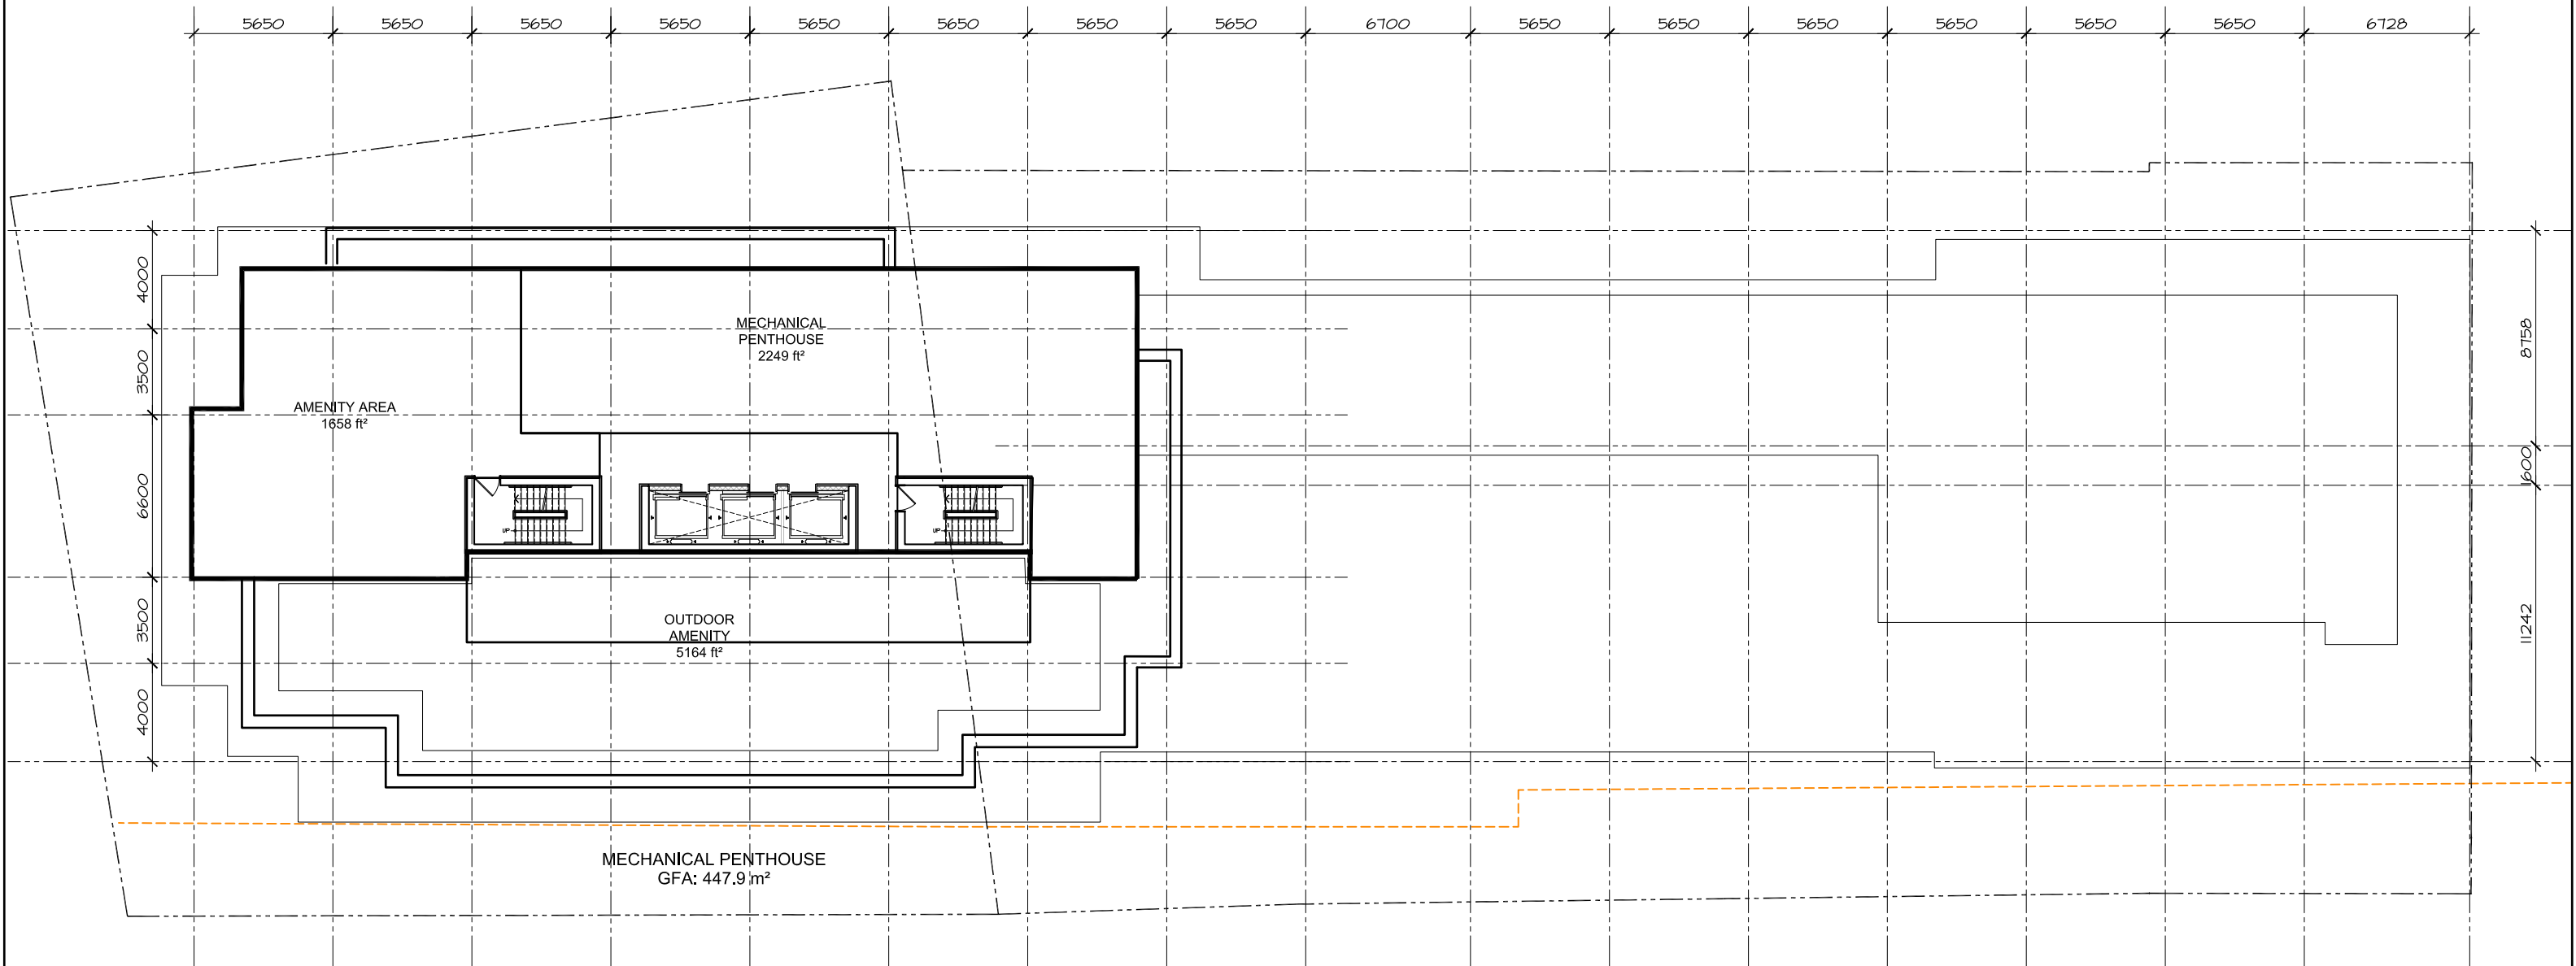 5650 5650 5650 5650 5650 5650 5650 5650 6700 5650 5650 5650 5650 5650 5650 6728
4000
3500
6600
3500
4000
MECHANICAL
PENTHOUSE
2249 ft²
AMENITY AREA
1658 ft²
UP
UP
OUTDOOR
AMENITY
5164 ft²
8758
1600
11242
MECHANICAL PENTHOUSE
GFA: 447.9 m²